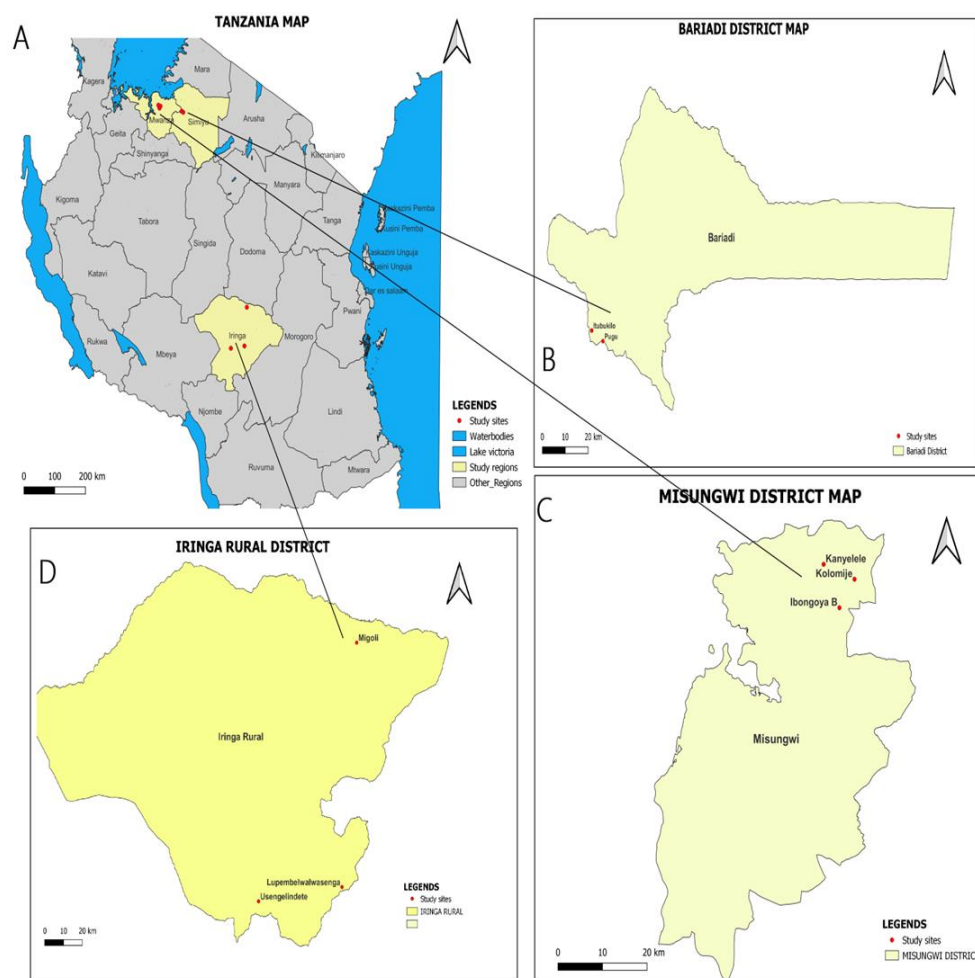 A
TANZANIA MAP
Mara
Kagera
Mwanza
Simiyu
Arusha
Geita
Shinyanga
Kilimanjaro
Kigoma
Manyara
Tabora
Tanga
Kaskazini Pemba
Kusini Pemba
Singida
Dodoma
Kaskazini Unguja
Kusini Unguja
Katavi
Dar es salaam
Pwani
Rukwa
Iringa
Morogoro
Mbeya
Njombe
Lindi
Ruvuma
Mtwara
LEGENDS
Study sites
Waterbodies
Lake victoria
Study regions
Other_Regions
0 100 200 km
BARIADI DISTRICT MAP
Bariadi
Itubukilo
Pugu
B
0 10 20 km
Study sites
Bariadi District
MISUNGWI DISTRICT MAP
C
Kanyelele
Kolomije
Ibongoya B
Misungwi
LEGENDS
Study sites
MISUNGWI DISTRICT
0 10 20 km
IRINGA RURAL DISTRICT
D
Migoli
Iringa Rural
Lupembelwalwasenga
Usengelindete
LEGENDS
Study sites
IRINGA RURAL
0 10 20 km